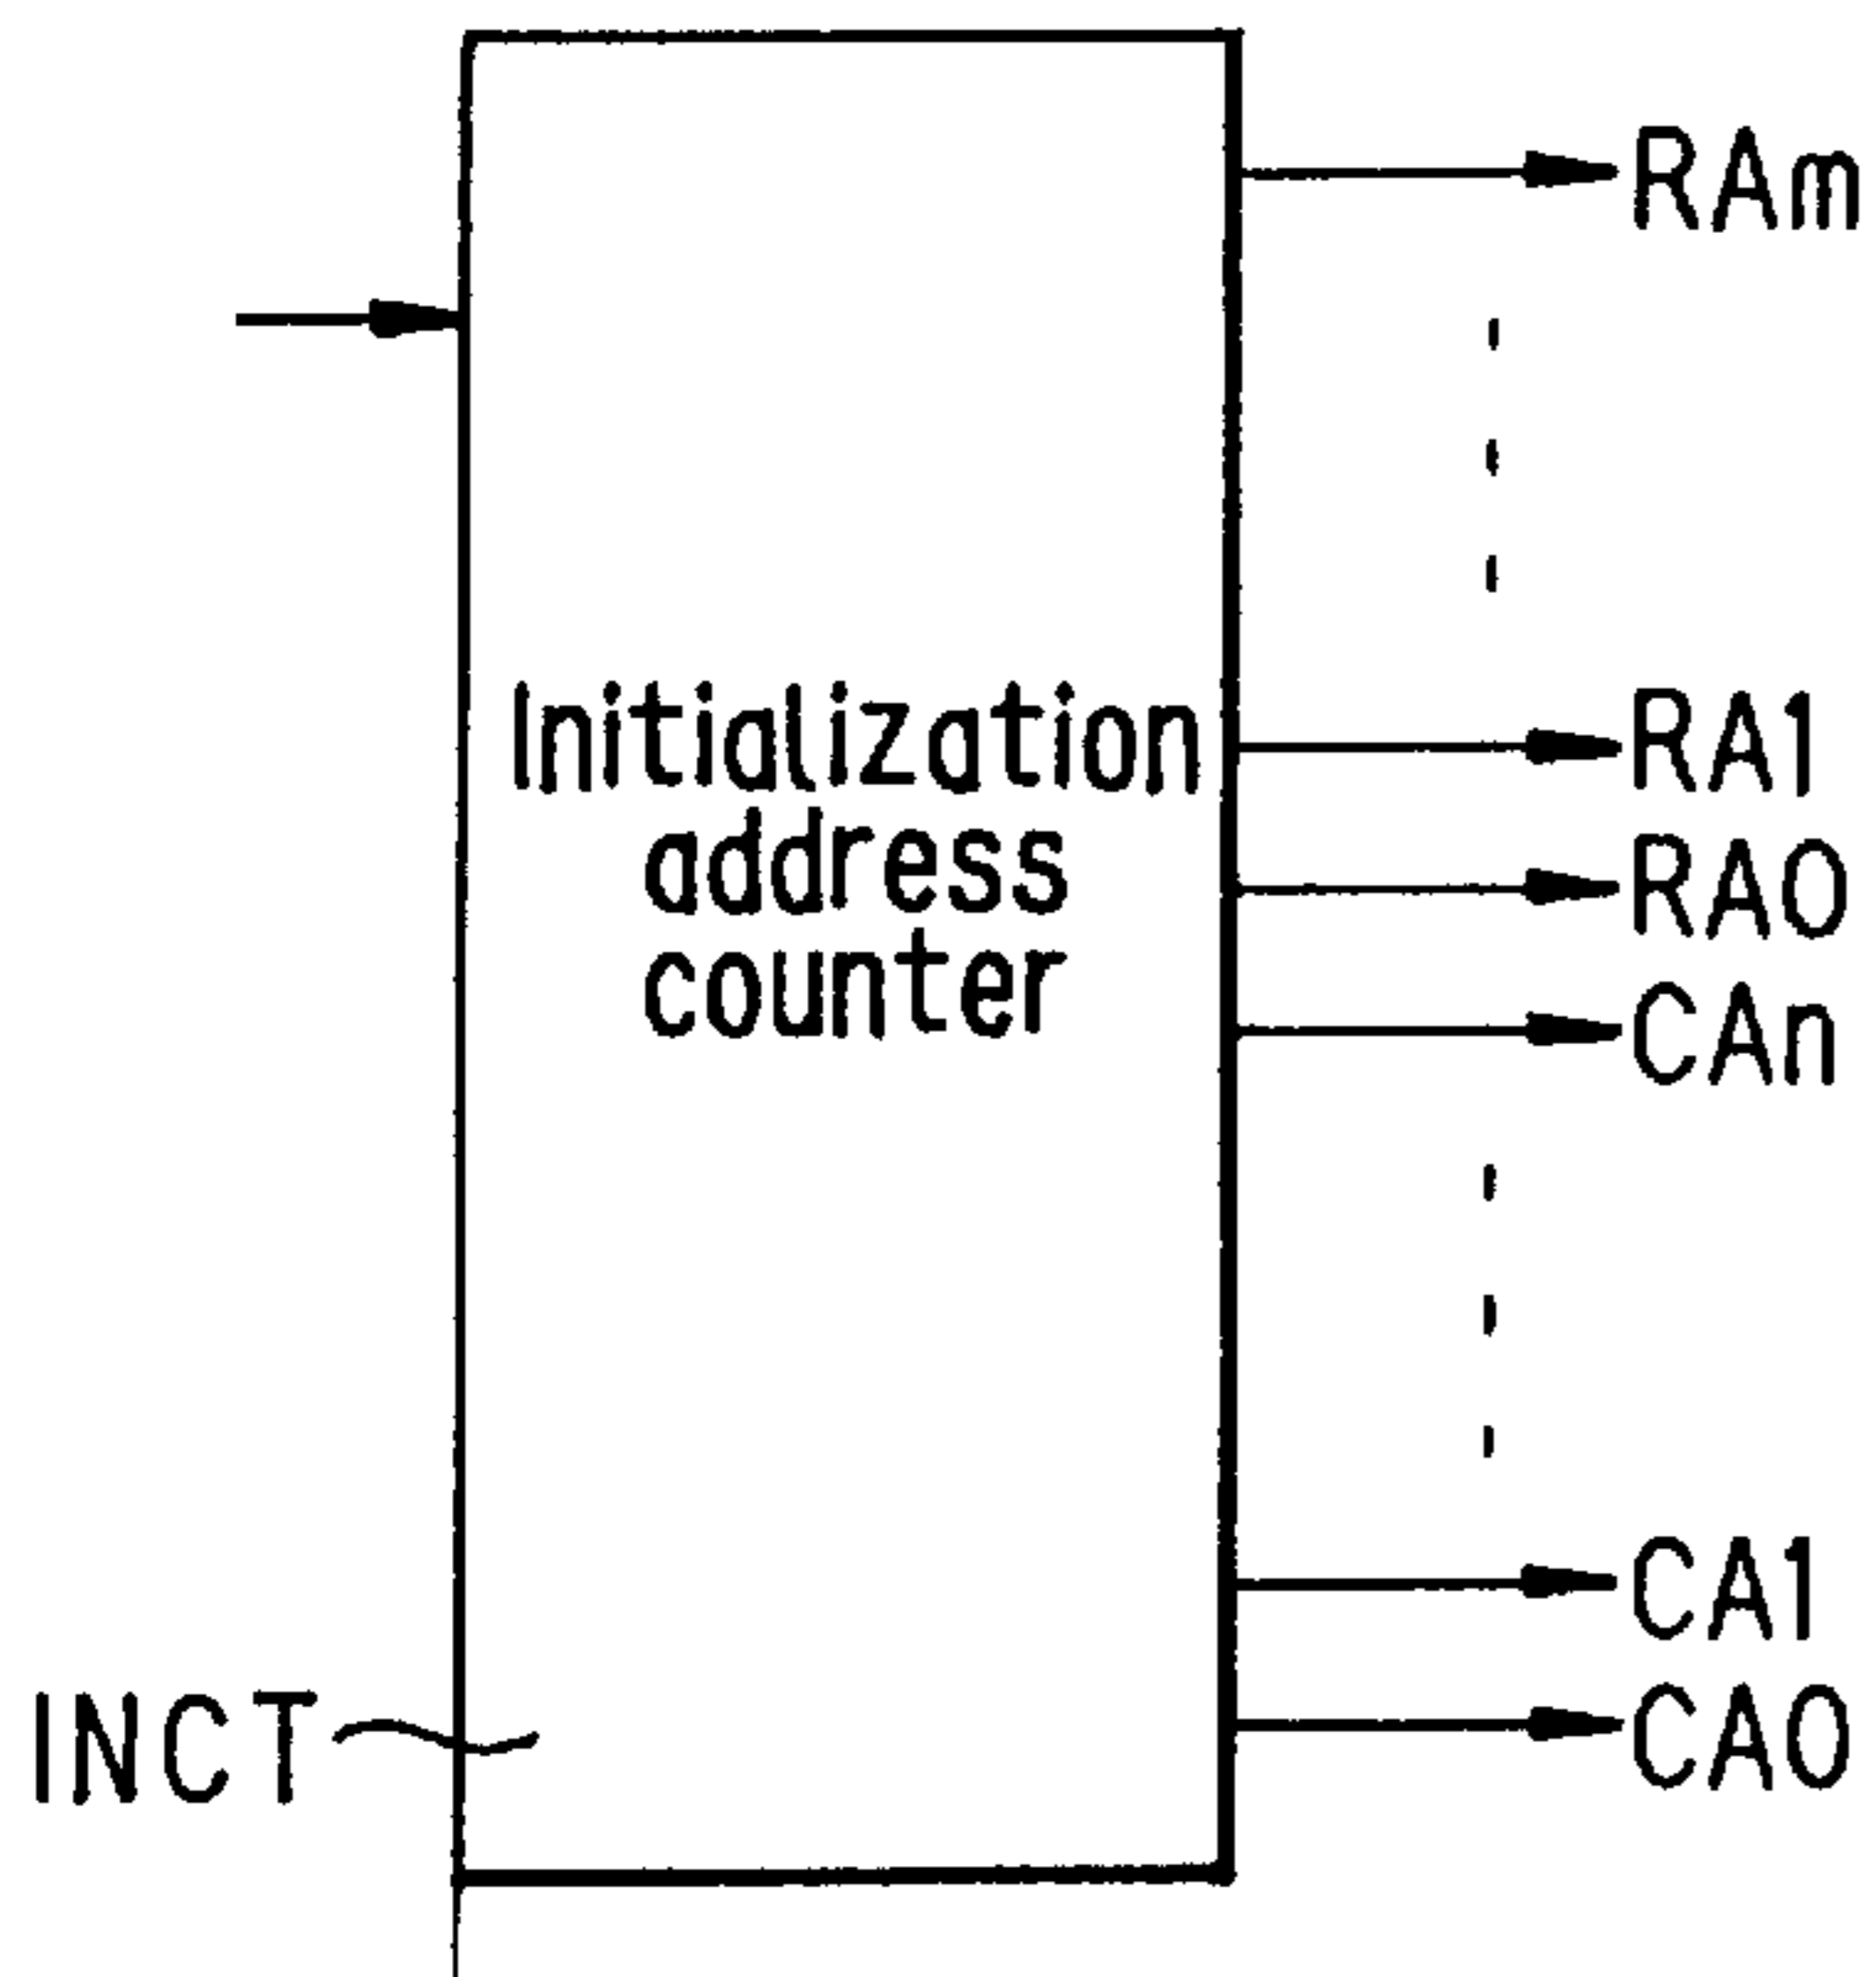 RAm
Initialization
address
counter
RA1
RA0
CAn
CA1
INCT
CA0